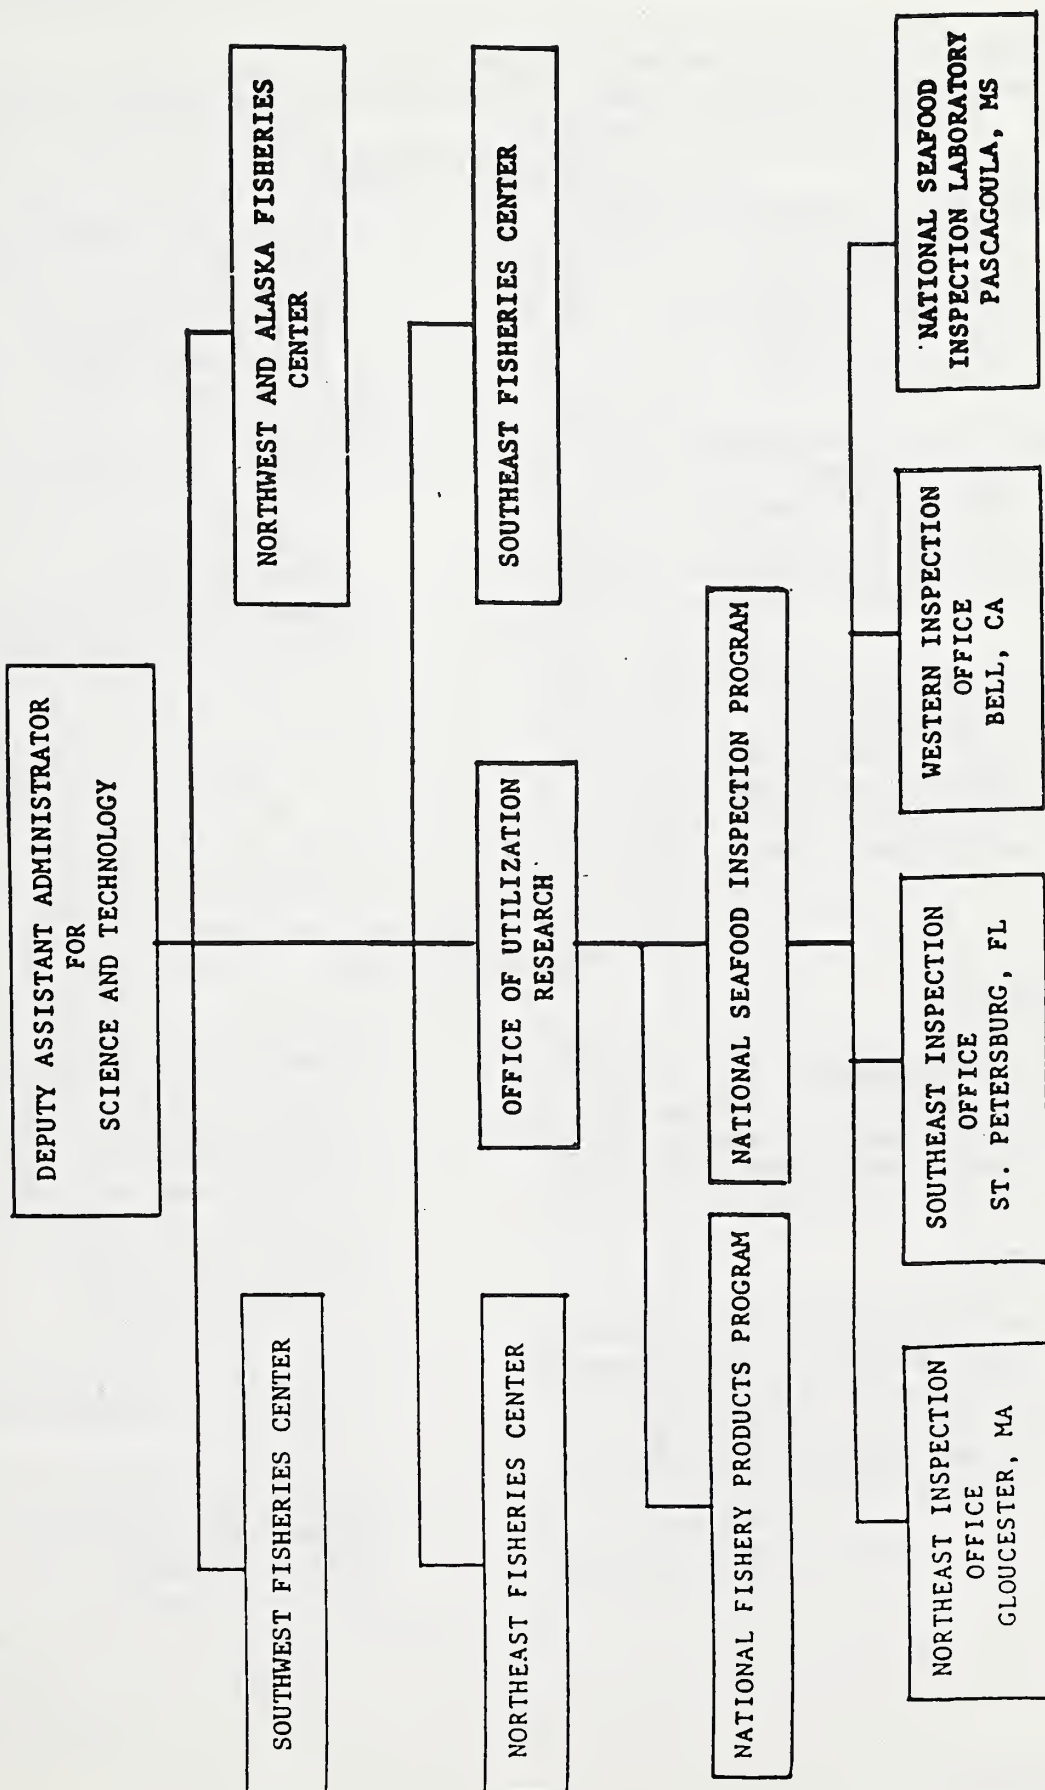 DEPUTY ASSISTANT ADMINISTRATOR
FOR
SCIENCE AND TECHNOLOGY
SOUTHWEST FISHERIES CENTER
NORTHWEST AND ALASKA FISHERIES
CENTER
NORTHEAST FISHERIES CENTER
OFFICE OF UTILIZATION
RESEARCH
SOUTHEAST FISHERIES CENTER
NATIONAL FISHERY PRODUCTS PROGRAM
NATIONAL SEAFOOD INSPECTION PROGRAM
NORTHEAST INSPECTION
OFFICE
GLOUCESTER, MA
SOUTHEAST INSPECTION
OFFICE
ST. PETERSBURG, FL
WESTERN INSPECTION
OFFICE
BELL, CA
NATIONAL SEAFOOD
INSPECTION LABORATORY
PASCAGOULA, MS